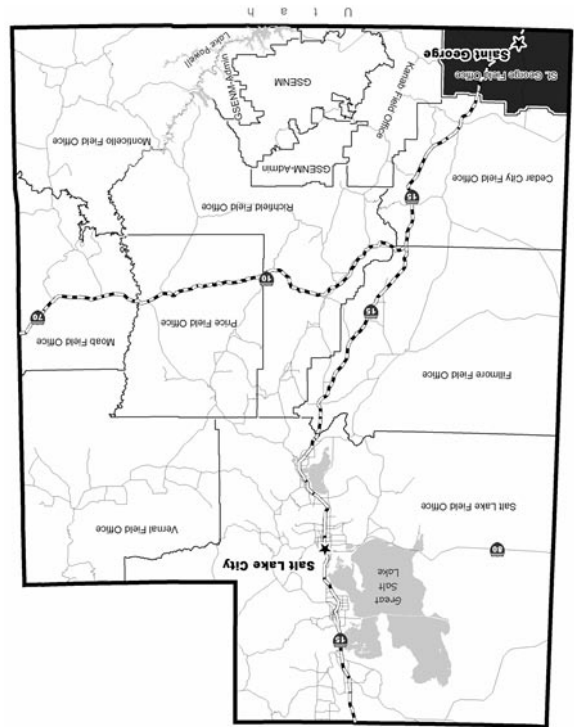 15
Great
Salt
Lake
80
Salt Lake City
Salt Lake Field Office
Vernal Field Office
Fillmore Field Office
Moab Field Office
Price Field Office
15
70
70
Richfield Field Office
15
Cedar City Field Office
GSENM-Admin
Monticello Field Office
Kanab Field Office
GSENM
GSENM-Admin
St. George Field Office
Lake Powell
Saint George
Utah